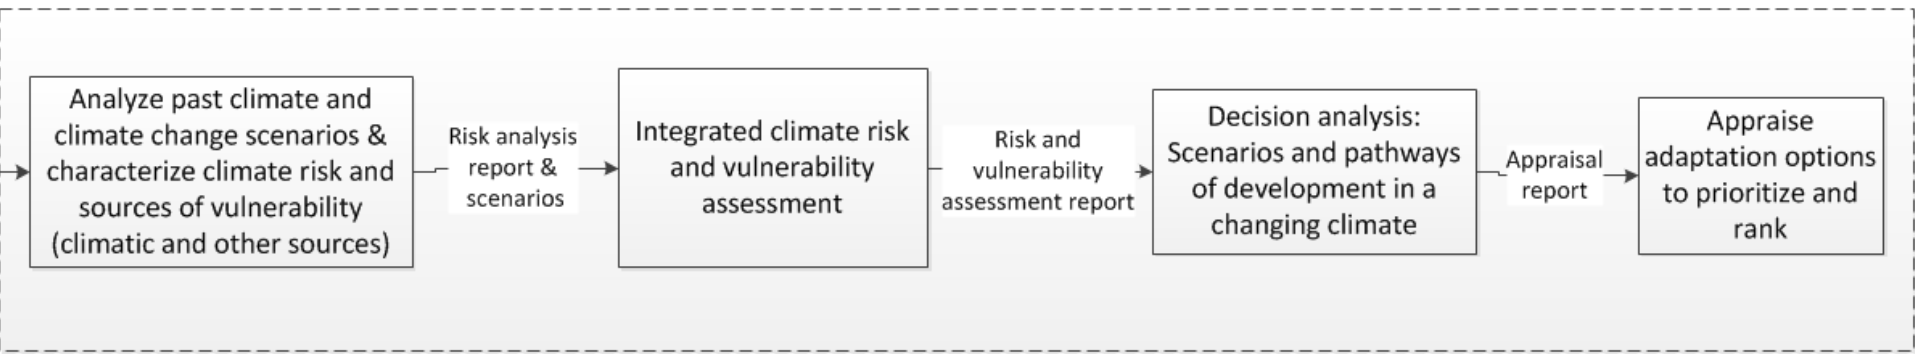 Analyze past climate and
climate change scenarios &
characterize climate risk and
sources of vulnerability
(climatic and other sources)
Risk analysis
report &
scenarios
Integrated climate risk
and vulnerability
assessment
Risk and
vulnerability
assessment report
Decision analysis:
Scenarios and pathways
of development in a
changing climate
Appraisal
report
Appraise
adaptation options
to prioritize and
rank